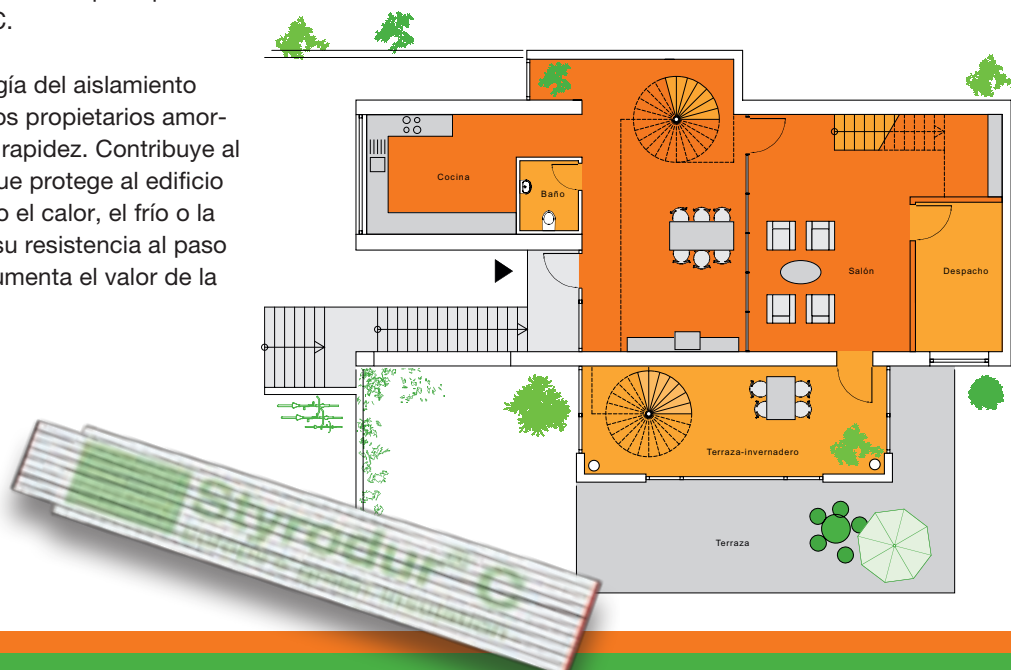 C.
gía del aislamiento
os propietarios amor-
rapidez. Contribuye al
ue protege al edificio
o el calor, el frío o la
su resistencia al paso
umenta el valor de la
Cocina
Baño
Salón
Despacho
Terraza-invernadero
Terraza
Styrodur® C